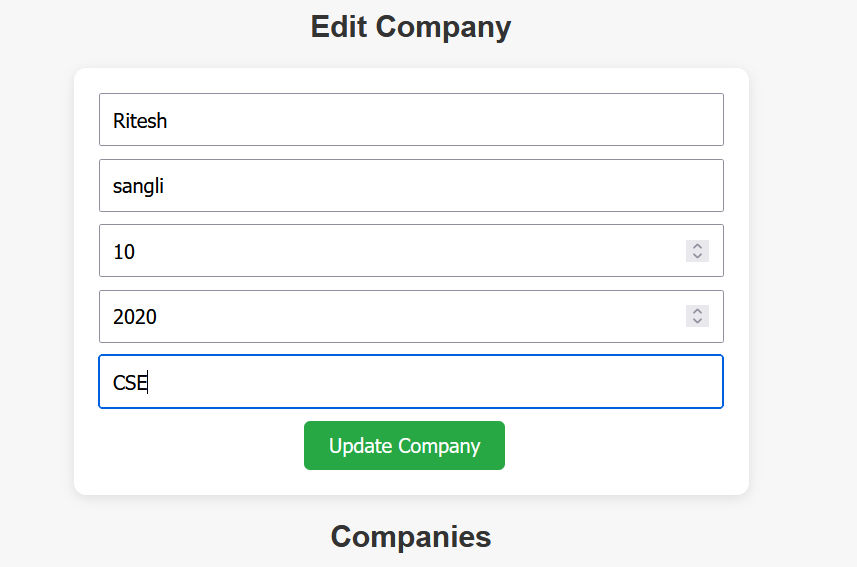 Edit Company
Ritesh
sangli
10
2020
CSE
Update Company
Companies